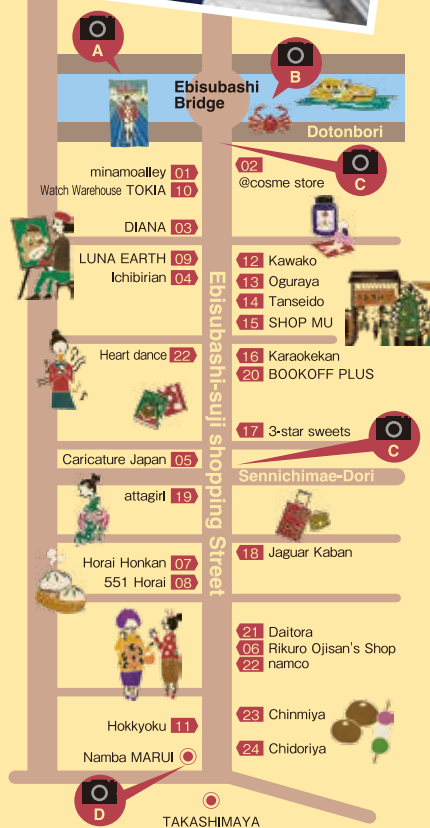 A
B
Ebisubashi
Bridge
Dotonbori
C
minamoalley 01
Watch Warehouse TOKIA 10
02
@cosme store
DIANA 03
LUNA EARTH 09
Ichibirian 04
12 Kawako
13 Oguraya
14 Tanseido
15 SHOP MU
Ebisubashi-suji shopping Street
Heart dance 22
16 Karaokekan
20 BOOKOFF PLUS
17 3-star sweets
C
Caricature Japan 05
Sennichimae-Dori
attagirl 19
Horai Honkan 07
551 Horai 08
18 Jaguar Kaban
21 Daitora
06 Rikuro Ojisan's Shop
22 namco
Hokkyoku 11
23 Chinmiya
Namba MARUI
24 Chidoriya
D
TAKASHIMAYA